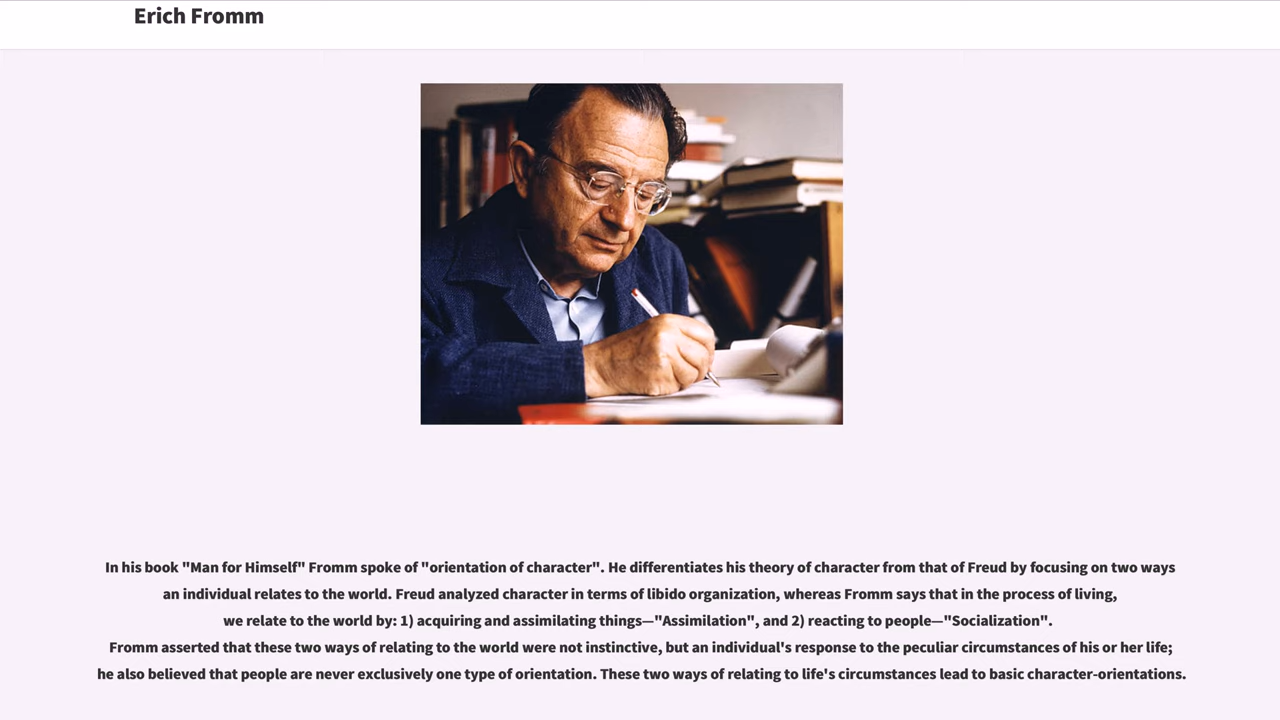 Erich Fromm
In his book "Man for Himself" Fromm spoke of "orientation of character". He differentiates his theory of character from that of Freud by focusing on two ways
an individual relates to the world. Freud analyzed character in terms of libido organization, whereas Fromm says that in the process of living,
we relate to the world by: 1) acquiring and assimilating things—"Assimilation", and 2) reacting to people—"Socialization".
Fromm asserted that these two ways of relating to the world were not instinctive, but an individual's response to the peculiar circumstances of his or her life;
he also believed that people are never exclusively one type of orientation. These two ways of relating to life's circumstances lead to basic character-orientations.